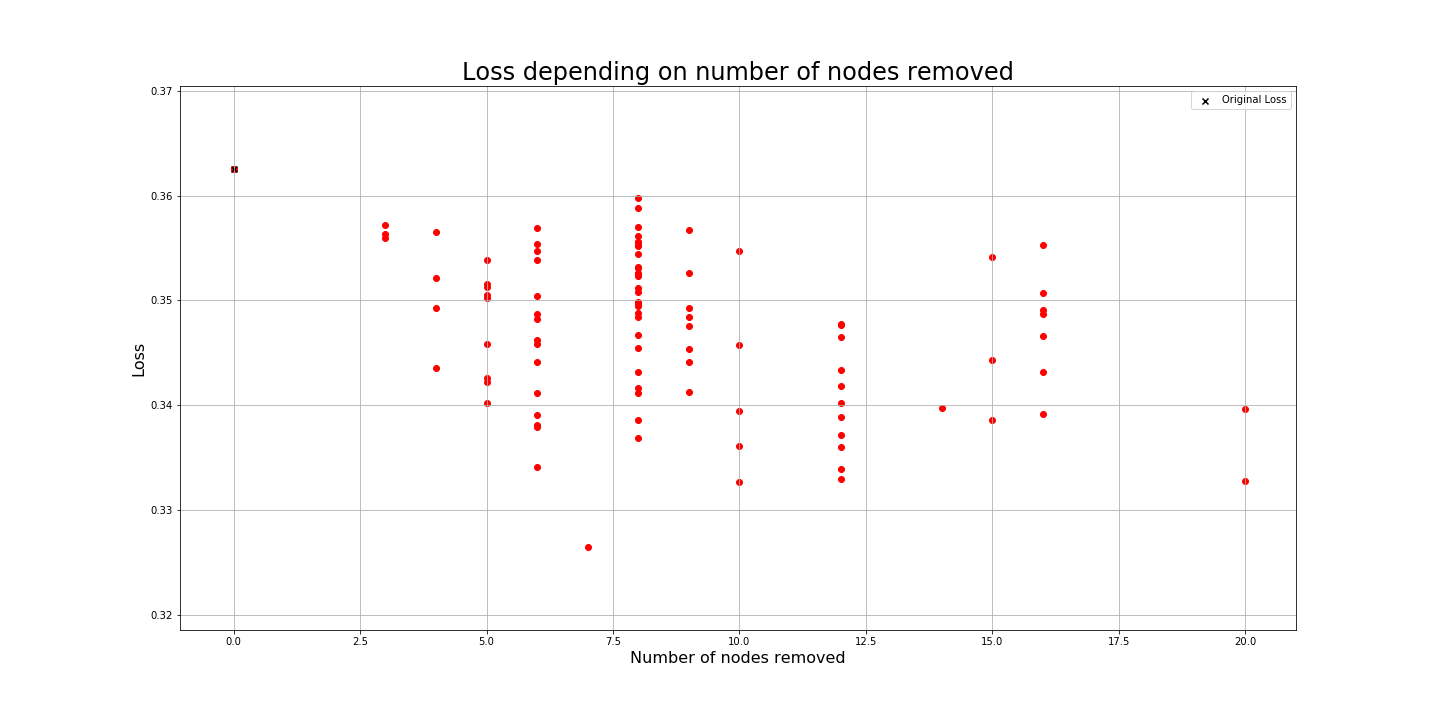 Loss depending on number of nodes removed
Original Loss
0.37
0.36
0.35
0.34
0.33
0.32
Loss
0.0 2.5 5.0 7.5 10.0 12.5 15.0 17.5 20.0
Number of nodes removed